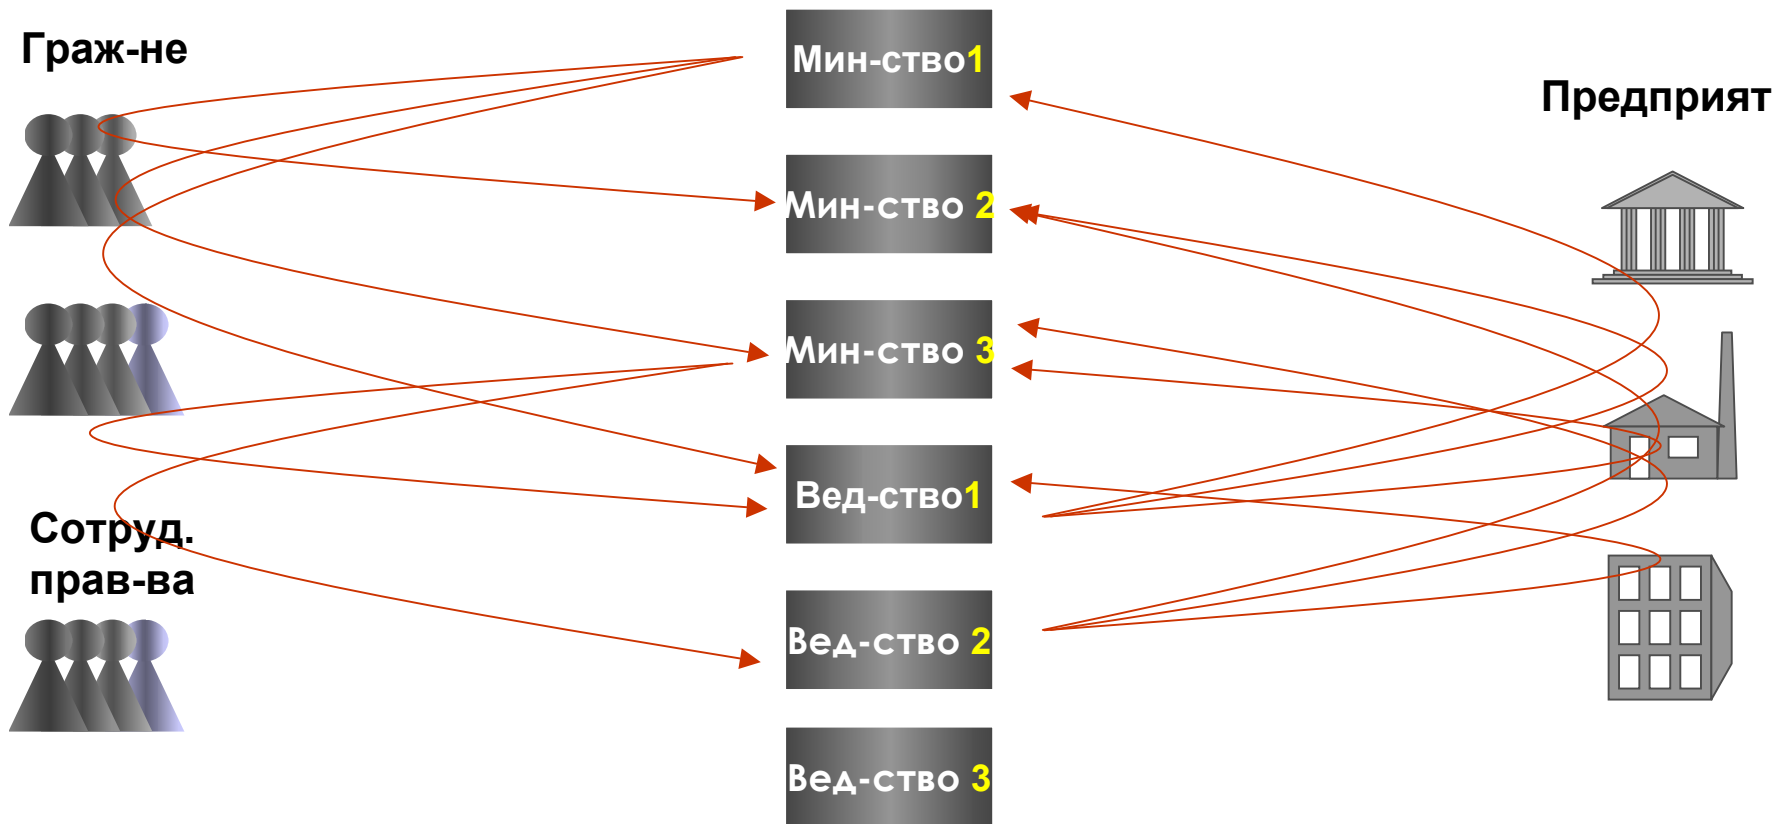 Граж-не
Мин-ство1
Предприят
Мин-ство 2
Мин-ство 3
Вед-ство1
Сотруд.
прав-ва
Вед-ство 2
Вед-ство 3